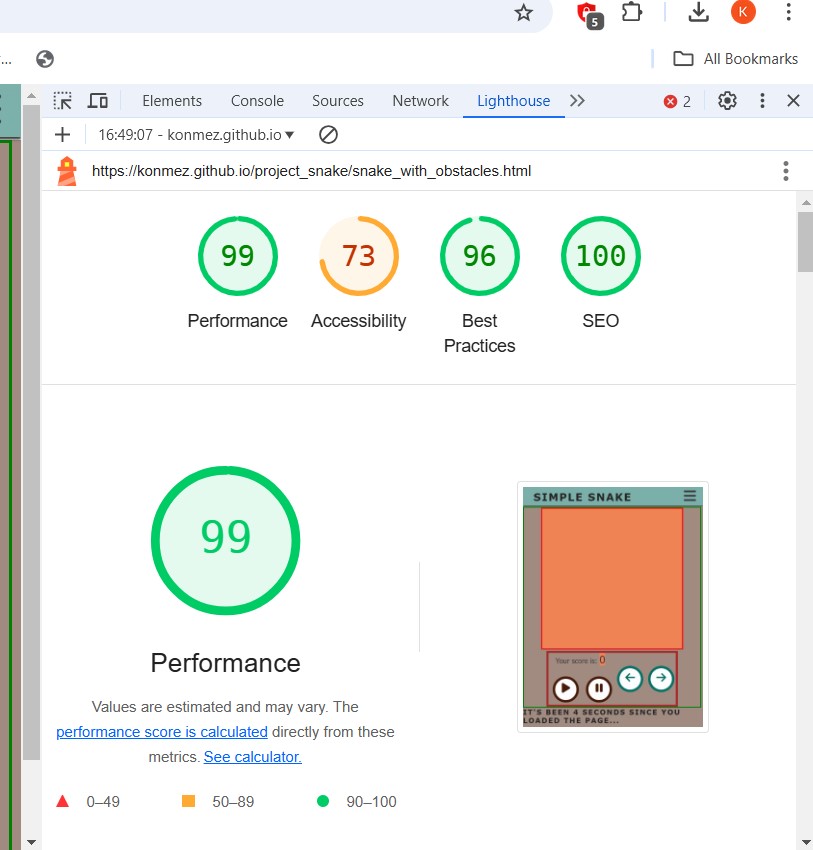 K
5
...
All Bookmarks
Elements Console Sources Network Lighthouse 2
16:49:07 - konmez.github.io
https://konmez.github.io/project_snake/snake_with_obstacles.html
99 73 96 100
Performance Accessibility Best Practices SEO
99
SIMPLE SNAKE
Your score is: 0
IT'S BEEN 4 SECONDS SINCE YOU
LOADED THE PAGE...
Performance
Values are estimated and may vary. The
performance score is calculated directly from these
metrics. See calculator.
0–49 50–89 90–100